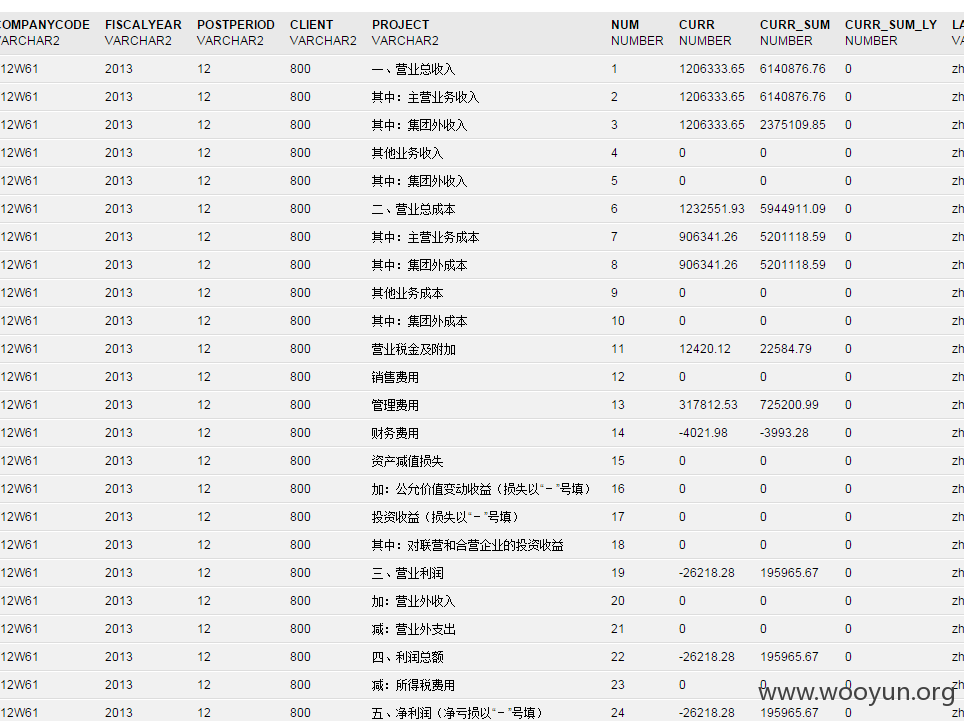 OMPANYCODE FISCALYEAR POSTPERIOD CLIENT PROJECT NUM CURR CURR_SUM CURR_SUM_LY LA
VARCHAR2 VARCHAR2 VARCHAR2 VARCHAR2 VARCHAR2 NUMBER NUMBER NUMBER NUMBER VA
12W61 2013 12 800 一、营业总收入 1 1206333.65 6140876.76 0 zh
12W61 2013 12 800 其中：主营业务收入 2 1206333.65 6140876.76 0 zh
12W61 2013 12 800 其中：集团外收入 3 1206333.65 2375109.85 0 zh
12W61 2013 12 800 其他业务收入 4 0 0 0 zh
12W61 2013 12 800 其中：集团外收入 5 0 0 0 zh
12W61 2013 12 800 二、营业总成本 6 1232551.93 5944911.09 0 zh
12W61 2013 12 800 其中：主营业务成本 7 906341.26 5201118.59 0 zh
12W61 2013 12 800 其中：集团外成本 8 906341.26 5201118.59 0 zh
12W61 2013 12 800 其他业务成本 9 0 0 0 zh
12W61 2013 12 800 其中：集团外成本 10 0 0 0 zh
12W61 2013 12 800 营业税金及附加 11 12420.12 22584.79 0 zh
12W61 2013 12 800 销售费用 12 0 0 0 zh
12W61 2013 12 800 管理费用 13 317812.53 725200.99 0 zh
12W61 2013 12 800 财务费用 14 -4021.98 -3993.28 0 zh
12W61 2013 12 800 资产减值损失 15 0 0 0 zh
12W61 2013 12 800 加：公允价值变动收益（损失以“－”号填） 16 0 0 0 zh
12W61 2013 12 800 投资收益（损失以“－”号填） 17 0 0 0 zh
12W61 2013 12 800 其中：对联营和合营企业的投资收益 18 0 0 0 zh
12W61 2013 12 800 三、营业利润 19 -26218.28 195965.67 0 zh
12W61 2013 12 800 加：营业外收入 20 0 0 0 zh
12W61 2013 12 800 减：营业外支出 21 0 0 0 zh
12W61 2013 12 800 四、利润总额 22 -26218.28 195965.67 0 zh
12W61 2013 12 800 减：所得税费用 23 0 0 0 zh
www.wooyun.org
12W61 2013 12 800 五、净利润（净亏损以“－”号填） 24 -26218.28 195965.67 0 zh